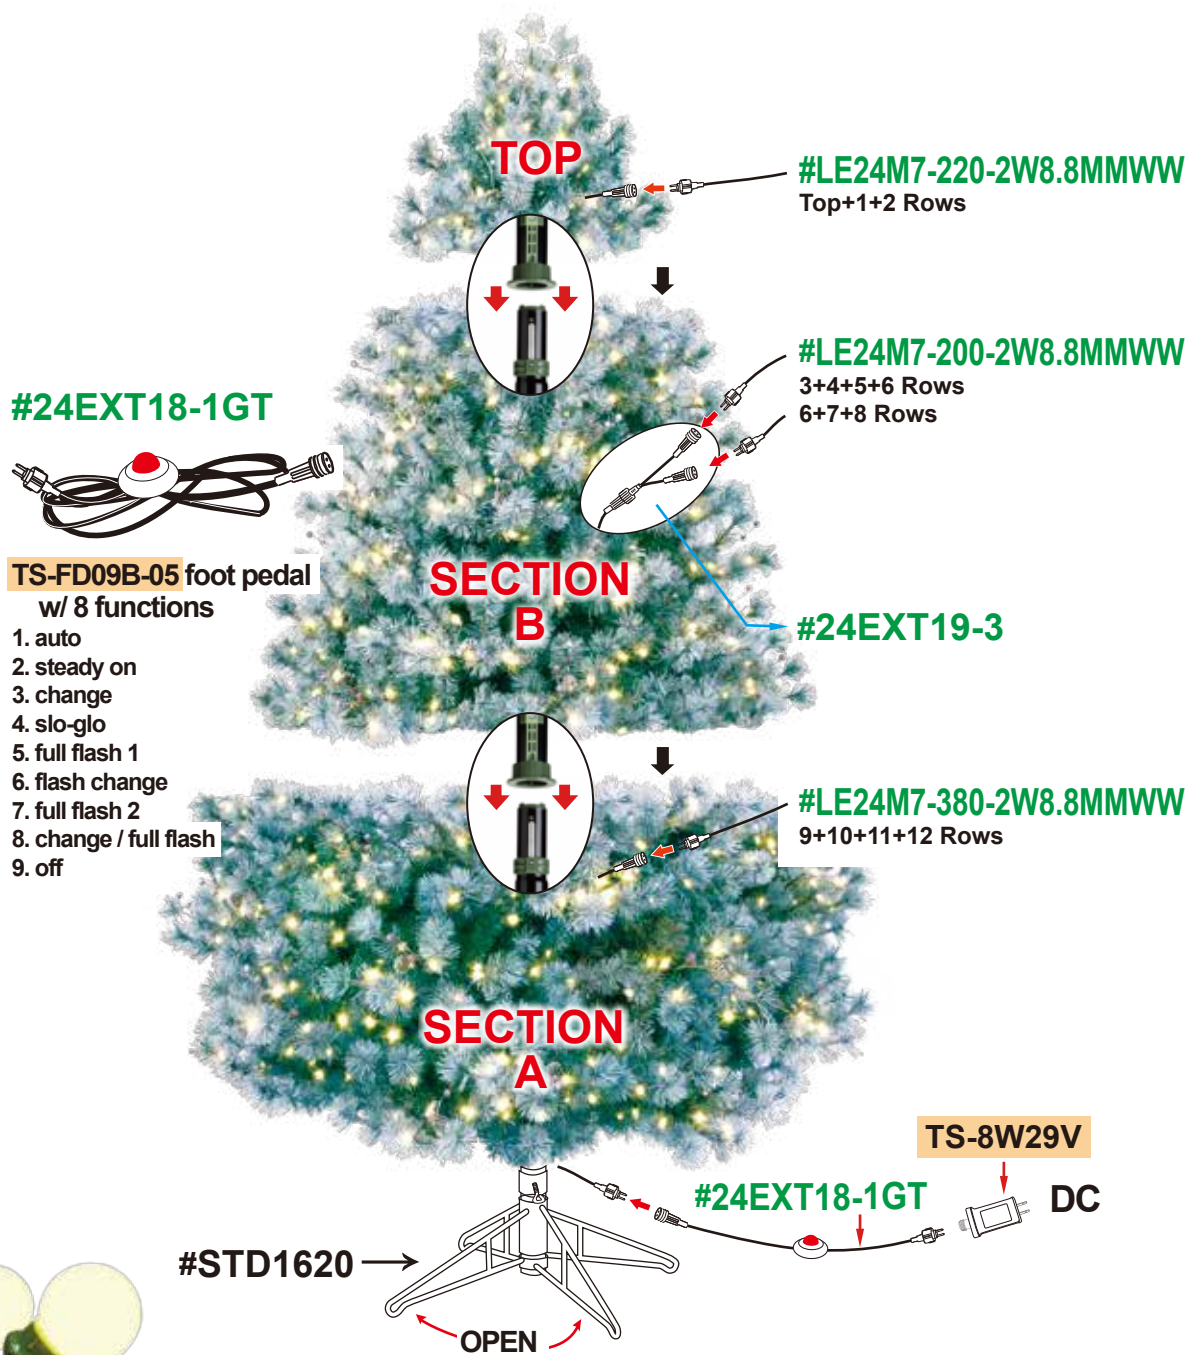 TOP
#LE24M7-220-2W8.8MMWW
Top+1+2 Rows
#LE24M7-200-2W8.8MMWW
3+4+5+6 Rows
6+7+8 Rows
#24EXT18-1GT
TS-FD09B-05 foot pedal
w/ 8 functions
1. auto
2. steady on
3. change
4. slo-glo
5. full flash 1
6. flash change
7. full flash 2
8. change / full flash
9. off
SECTION
B
#24EXT19-3
#LE24M7-380-2W8.8MMWW
9+10+11+12 Rows
SECTION
A
TS-8W29V
#24EXT18-1GT
DC
#STD1620
OPEN